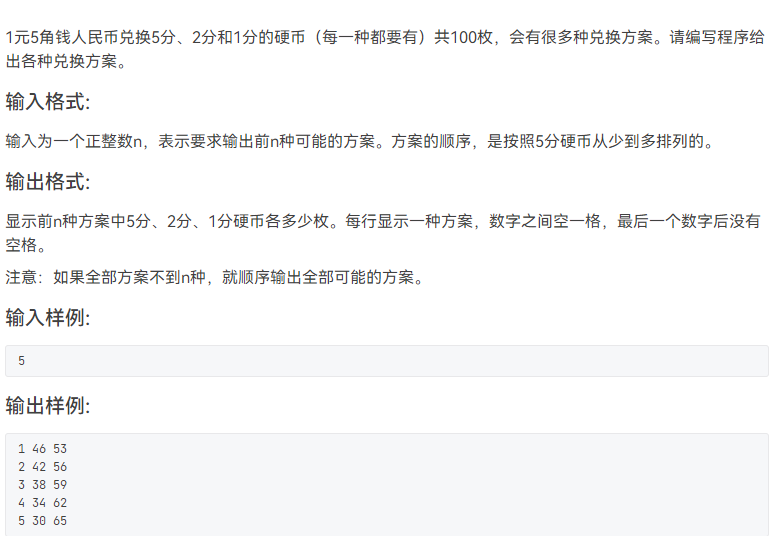 1元5角钱人民币兑换5分、2分和1分的硬币（每一种都要有）共100枚，会有很多种兑换方案。请编写程序给
出各种兑换方案。
输入格式:
输入为一个正整数n，表示要求输出前n种可能的方案。方案的顺序，是按照5分硬币从少到多排列的。
输出格式:
显示前n种方案中5分、2分、1分硬币各多少枚。每行显示一种方案，数字之间空一格，最后一个数字后没有
空格。
注意：如果全部方案不到n种，就顺序输出全部可能的方案。
输入样例:
5
输出样例:
1 46 53
2 42 56
3 38 59
4 34 62
5 30 65